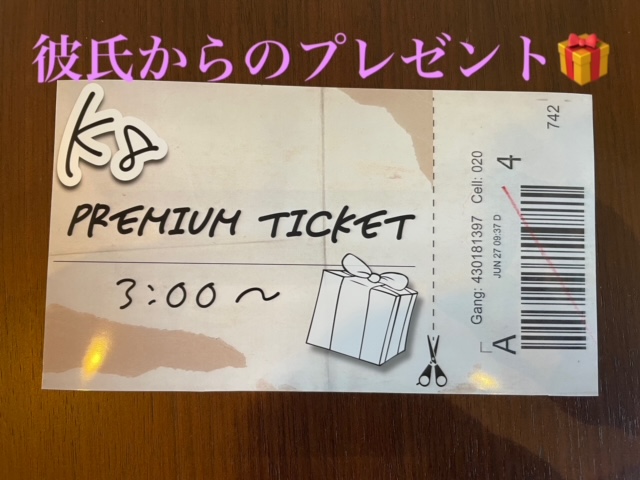 彼氏からのプレゼント🎁
K8
PREMIUM TICKET
3:00～
Gang: 430181397 Cell: 020
JUN 27 09:37 D
A 4
742